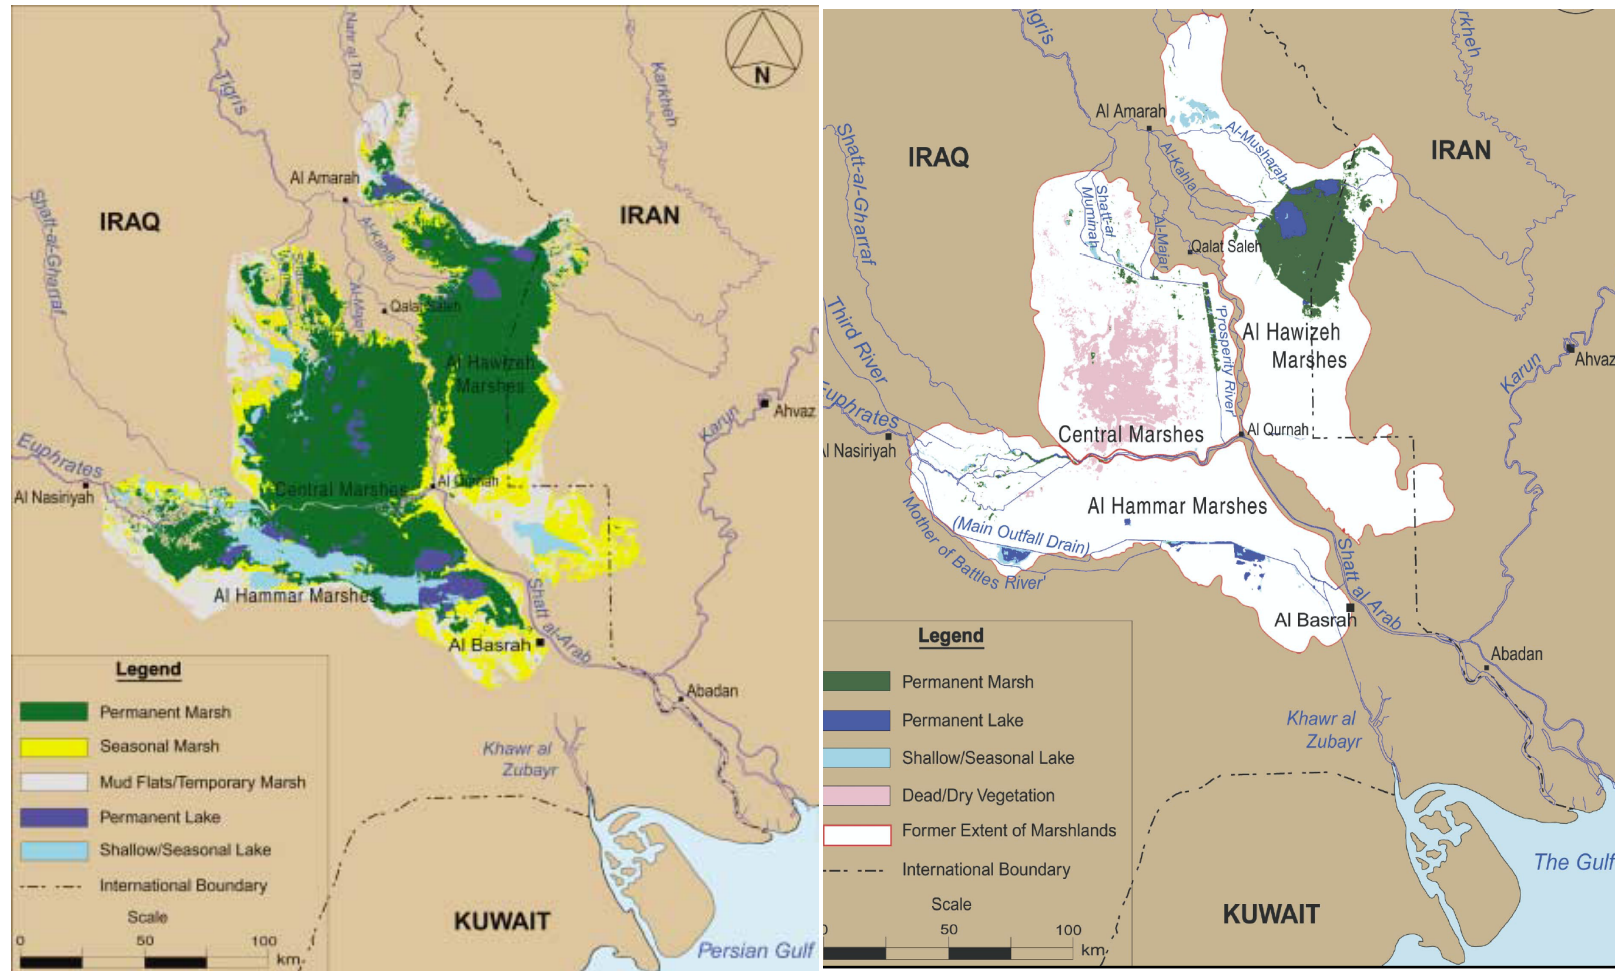 N
Nahr al Tib
Tigris
Karkheh
Al Amarah
Shatt-al-Gharraf
IRAQ
IRAN
Al-Kahla
Al-Majar
Qalat Saleh
Al Hawizeh
Marshes
Karun
Ahvaz
Euphrates
Al Nasiriyah
Central Marshes
Al Qurnah
Al Hammar Marshes
Shatt al-Arab
Al Basrah
Abadan
Khawr al
Zubayr
Legend
Permanent Marsh
Seasonal Marsh
Mud Flats/Temporary Marsh
Permanent Lake
Shallow/Seasonal Lake
International Boundary
Scale
0 50 100
km
KUWAIT
Persian Gulf
igris
rkheh
Al Amarah
Al-Musharah
Shatt-al-Gharraf
IRAQ
IRAN
Al-Kahla
Shatt-al
Muminah
Al-Majar
Qalat Saleh
Third River
'Prosperity River'
Al Hawizeh
Marshes
Karun
Ahvaz
Euphrates
l Nasiriyah
Central Marshes
Al Qurnah
Al Hammar Marshes
(Main Outfall Drain)
Mother of Battles River'
Shatt al Arab
Al Basrah
Abadan
Khawr al
Zubayr
Legend
Permanent Marsh
Permanent Lake
Shallow/Seasonal Lake
Dead/Dry Vegetation
Former Extent of Marshlands
International Boundary
Scale
0 50 100
km
KUWAIT
The Gulf